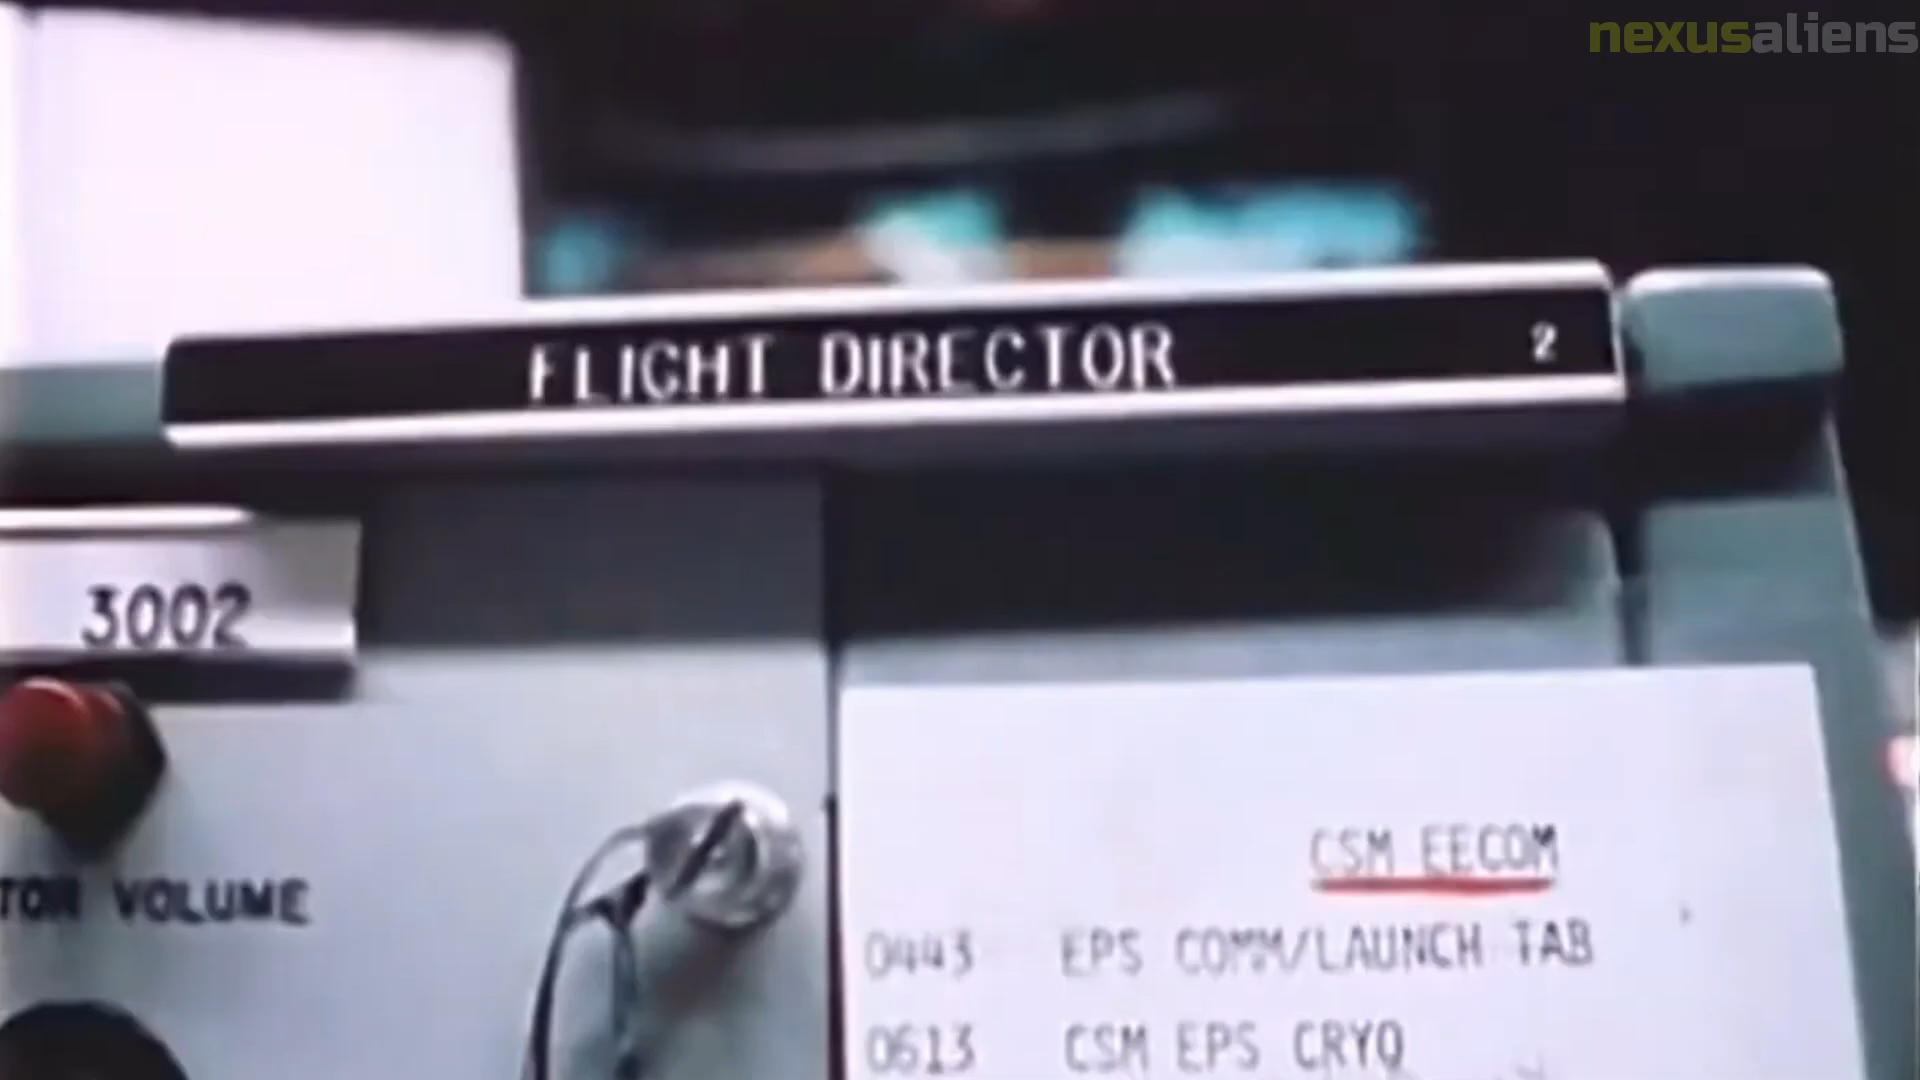 nexusaliens
FLIGHT DIRECTOR 2
3002
TOR VOLUME
CSM EECOM
0443 EPS COMM/LAUNCH TAB
0613 CSM EPS CRYO